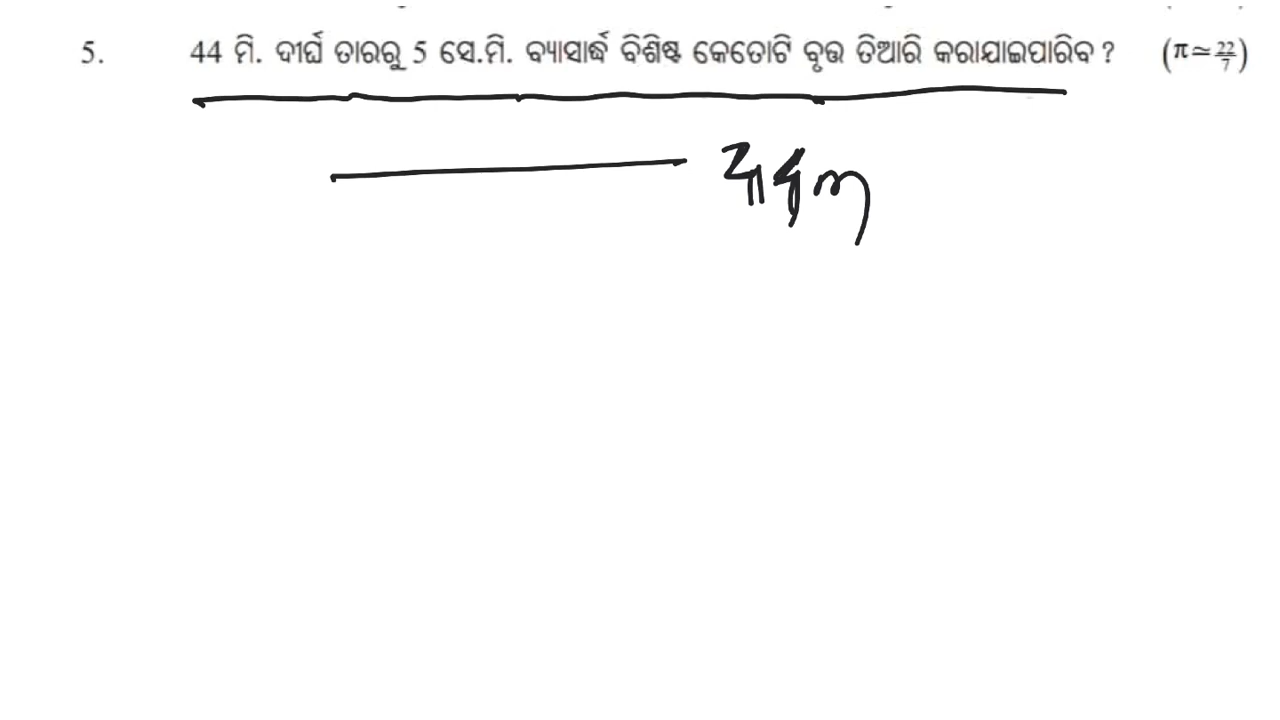 5. 44 ମି. ଦୀର୍ଘ ତାରରୁ 5 ସେ.ମି. ବ୍ୟାସାର୍ଦ୍ଧ ବିଶିଷ୍ଟ କେତୋଟି ବୃତ୍ତ ତିଆରି କରାଯାଇପାରିବ ? (π≃22/7)